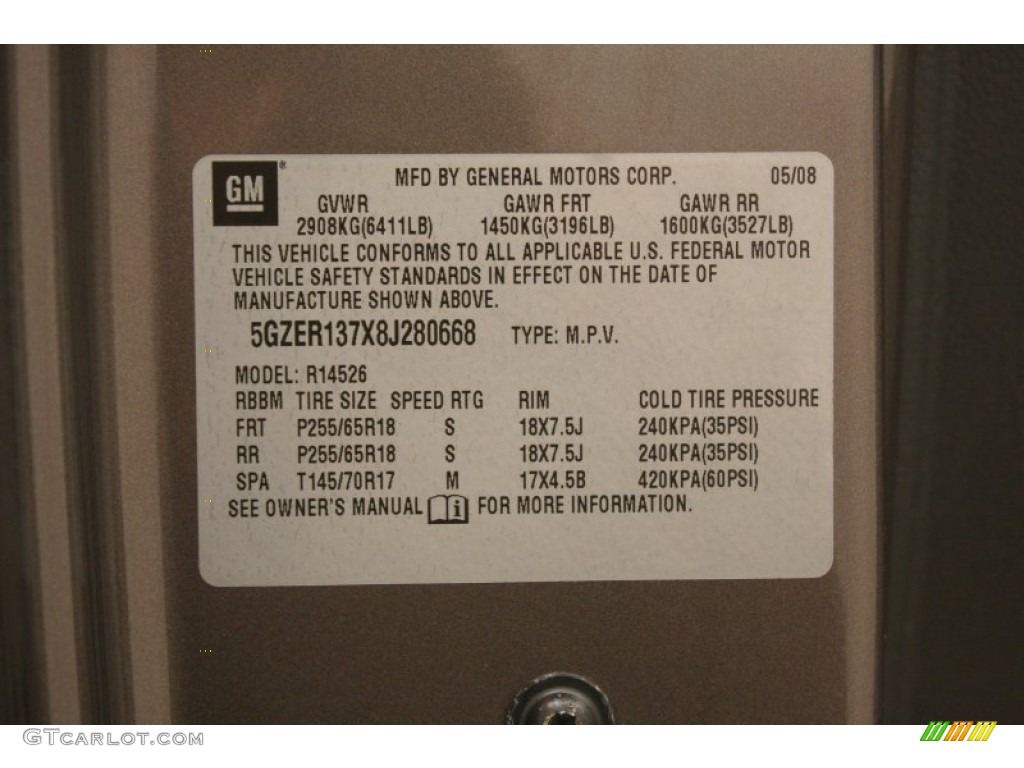 GM ® MFD BY GENERAL MOTORS CORP. 05/08
GVWR GAWR FRT GAWR RR
2908KG(6411LB) 1450KG(3196LB) 1600KG(3527LB)
THIS VEHICLE CONFORMS TO ALL APPLICABLE U.S. FEDERAL MOTOR
VEHICLE SAFETY STANDARDS IN EFFECT ON THE DATE OF
MANUFACTURE SHOWN ABOVE.
5GZER137X8J280668 TYPE: M.P.V.
MODEL: R14526
RBBM TIRE SIZE SPEED RTG RIM COLD TIRE PRESSURE
FRT P255/65R18 S 18X7.5J 240KPA(35PSI)
RR P255/65R18 S 18X7.5J 240KPA(35PSI)
SPA T145/70R17 M 17X4.5B 420KPA(60PSI)
SEE OWNER'S MANUAL i FOR MORE INFORMATION.
GTCARLOT.COM